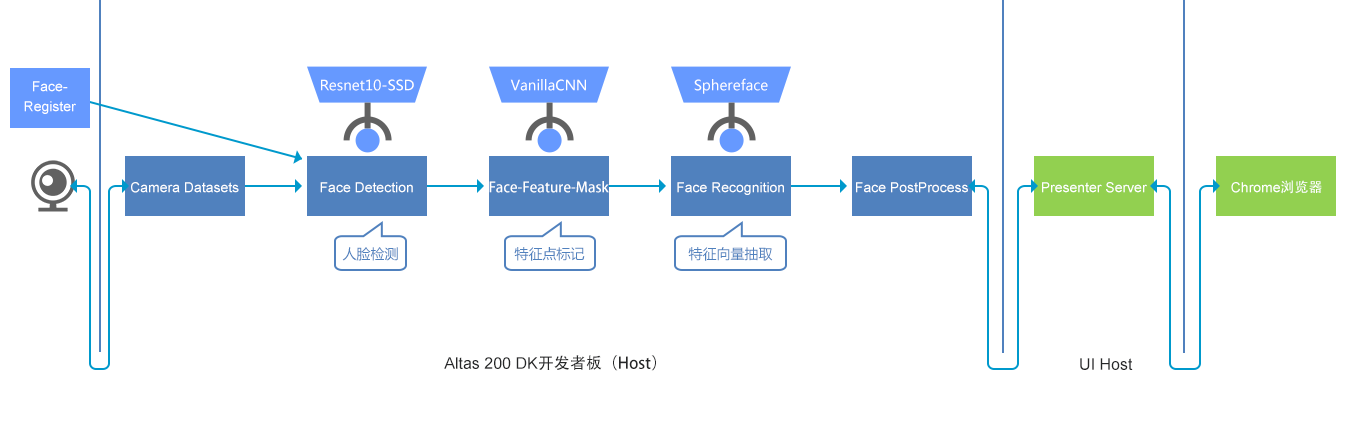 Face-
Register
Resnet10-SSD
VanillaCNN
Sphereface
Camera Datasets
Face Detection
Face-Feature-Mask
Face Recognition
Face PostProcess
Presenter Server
Chrome浏览器
人脸检测
特征点标记
特征向量抽取
Altas 200 DK开发者板（Host）
UI Host